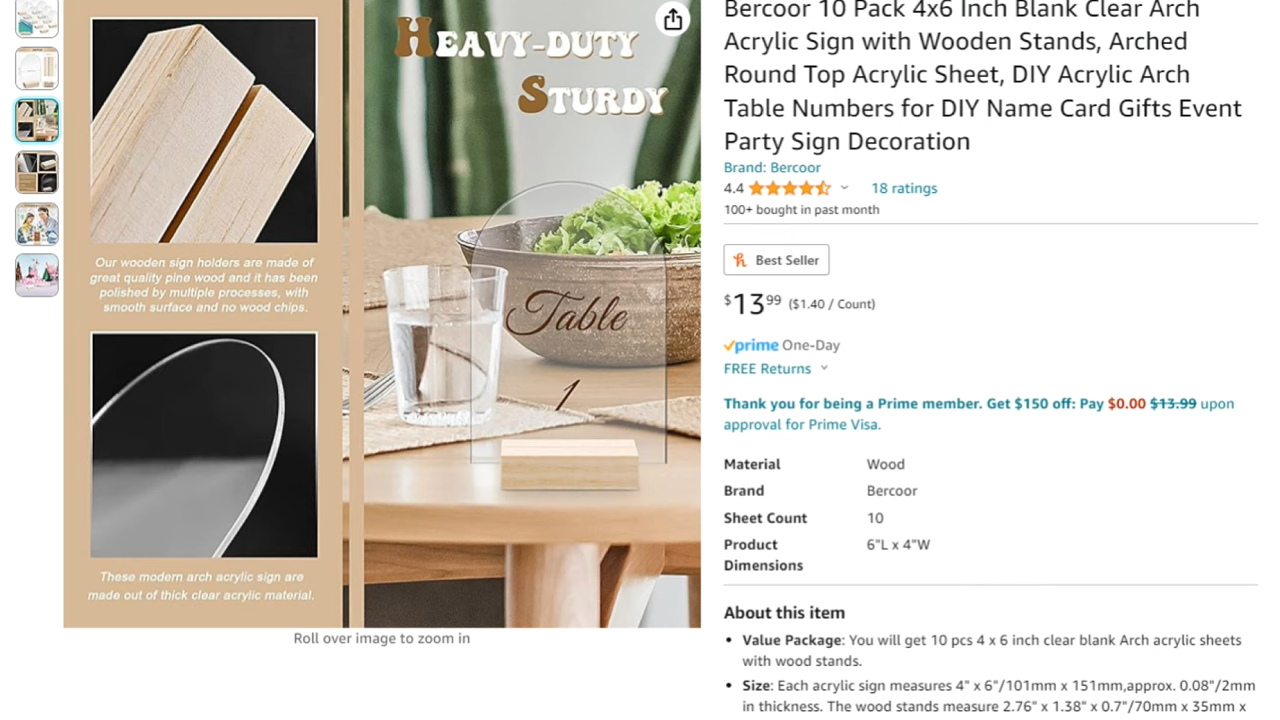 HEAVY-DUTY
STURDY
Our wooden sign holders are made of
great quality pine wood and it has been
polished by multiple processes, with
smooth surface and no wood chips.
These modern arch acrylic sign are
made out of thick clear acrylic material.
Table
1
Roll over image to zoom in
Bercoor 10 Pack 4x6 Inch Blank Clear Arch
Acrylic Sign with Wooden Stands, Arched
Round Top Acrylic Sheet, DIY Acrylic Arch
Table Numbers for DIY Name Card Gifts Event
Party Sign Decoration
Brand: Bercoor
4.4 18 ratings
100+ bought in past month
Best Seller
$13 99 ($1.40 / Count)
prime One-Day
FREE Returns
Thank you for being a Prime member. Get $150 off: Pay $0.00 $13.99 upon
approval for Prime Visa.
Material Wood
Brand Bercoor
Sheet Count 10
Product 6"L x 4"W
Dimensions
About this item
• Value Package: You will get 10 pcs 4 x 6 inch clear blank Arch acrylic sheets
with wood stands.
• Size: Each acrylic sign measures 4" x 6"/101mm x 151mm,approx. 0.08"/2mm
in thickness. The wood stands measure 2.76" x 1.38" x 0.7"/70mm x 35mm x